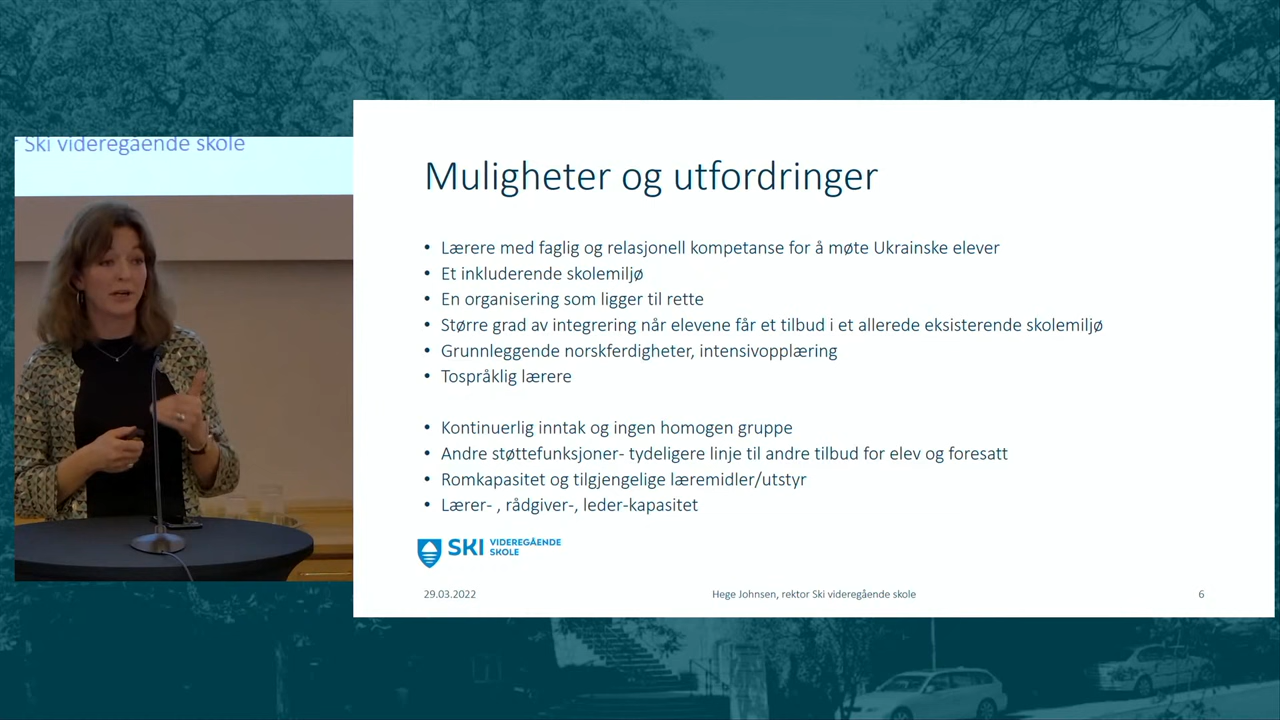 r Ski videregående skole
Muligheter og utfordringer
• Lærere med faglig og relasjonell kompetanse for å møte Ukrainske elever
• Et inkluderende skolemiljø
• En organisering som ligger til rette
• Større grad av integrering når elevene får et tilbud i et allerede eksisterende skolemiljø
• Grunnleggende norskferdigheter, intensivopplæring
• Tospråklig lærere
• Kontinuerlig inntak og ingen homogen gruppe
• Andre støttefunksjoner- tydeligere linje til andre tilbud for elev og foresatt
• Romkapasitet og tilgjengelige læremidler/utstyr
• Lærer- , rådgiver-, leder-kapasitet
SKI VIDEREGÅENDE
SKOLE
29.03.2022 Hege Johnsen, rektor Ski videregående skole 6